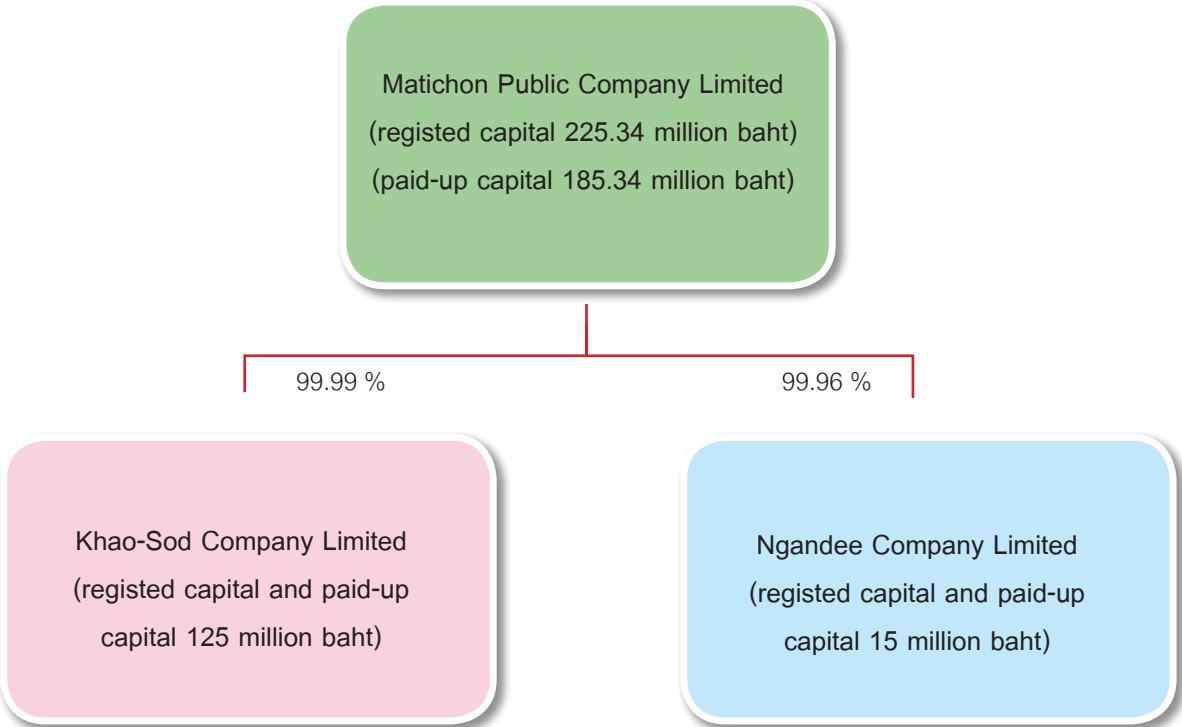 Matichon Public Company Limited
(registed capital 225.34 million baht)
(paid-up capital 185.34 million baht)
99.99 %
99.96 %
Khao-Sod Company Limited
(registed capital and paid-up
capital 125 million baht)
Ngandee Company Limited
(registed capital and paid-up
capital 15 million baht)